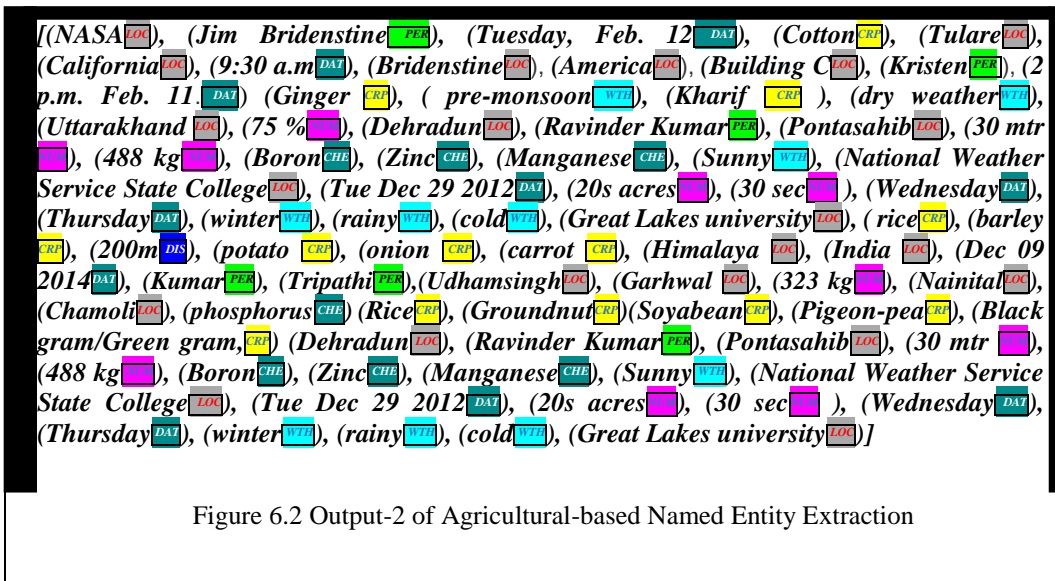 [(NASA LOC), (Jim Bridenstine PER), (Tuesday, Feb. 12 DAT), (Cotton CRP), (Tulare LOC),
(California LOC), (9:30 a.m DAT), (Bridenstine LOC), (America LOC), (Building C LOC), (Kristen PER), (2
p.m. Feb. 11. DAT) (Ginger CRP), ( pre-monsoon WTH), (Kharif CRP ), (dry weather WTH),
(Uttarakhand LOC), (75 % NUM), (Dehradun LOC), (Ravinder Kumar PER), (Pontasahib LOC), (30 mtr
NUM), (488 kg NUM), (Boron CHE), (Zinc CHE), (Manganese CHE), (Sunny WTH), (National Weather
Service State College LOC), (Tue Dec 29 2012 DAT), (20s acres NUM), (30 sec NUM ), (Wednesday DAT),
(Thursday DAT), (winter WTH), (rainy WTH), (cold WTH), (Great Lakes university LOC), ( rice CRP), (barley
CRP), (200m DIS), (potato CRP), (onion CRP), (carrot CRP), (Himalaya LOC), (India LOC), (Dec 09
2014 DAT), (Kumar PER), (Tripathi PER),(Udhamsingh LOC), (Garhwal LOC), (323 kg NUM), (Nainital LOC),
(Chamoli LOC), (phosphorus CHE) (Rice CRP), (Groundnut CRP)(Soyabean CRP), (Pigeon-pea CRP), (Black
gram/Green gram, CRP) (Dehradun LOC), (Ravinder Kumar PER), (Pontasahib LOC), (30 mtr NUM),
(488 kg NUM), (Boron CHE), (Zinc CHE), (Manganese CHE), (Sunny WTH), (National Weather Service
State College LOC), (Tue Dec 29 2012 DAT), (20s acres NUM), (30 sec NUM ), (Wednesday DAT),
(Thursday DAT), (winter WTH), (rainy WTH), (cold WTH), (Great Lakes university LOC)]
Figure 6.2 Output-2 of Agricultural-based Named Entity Extraction